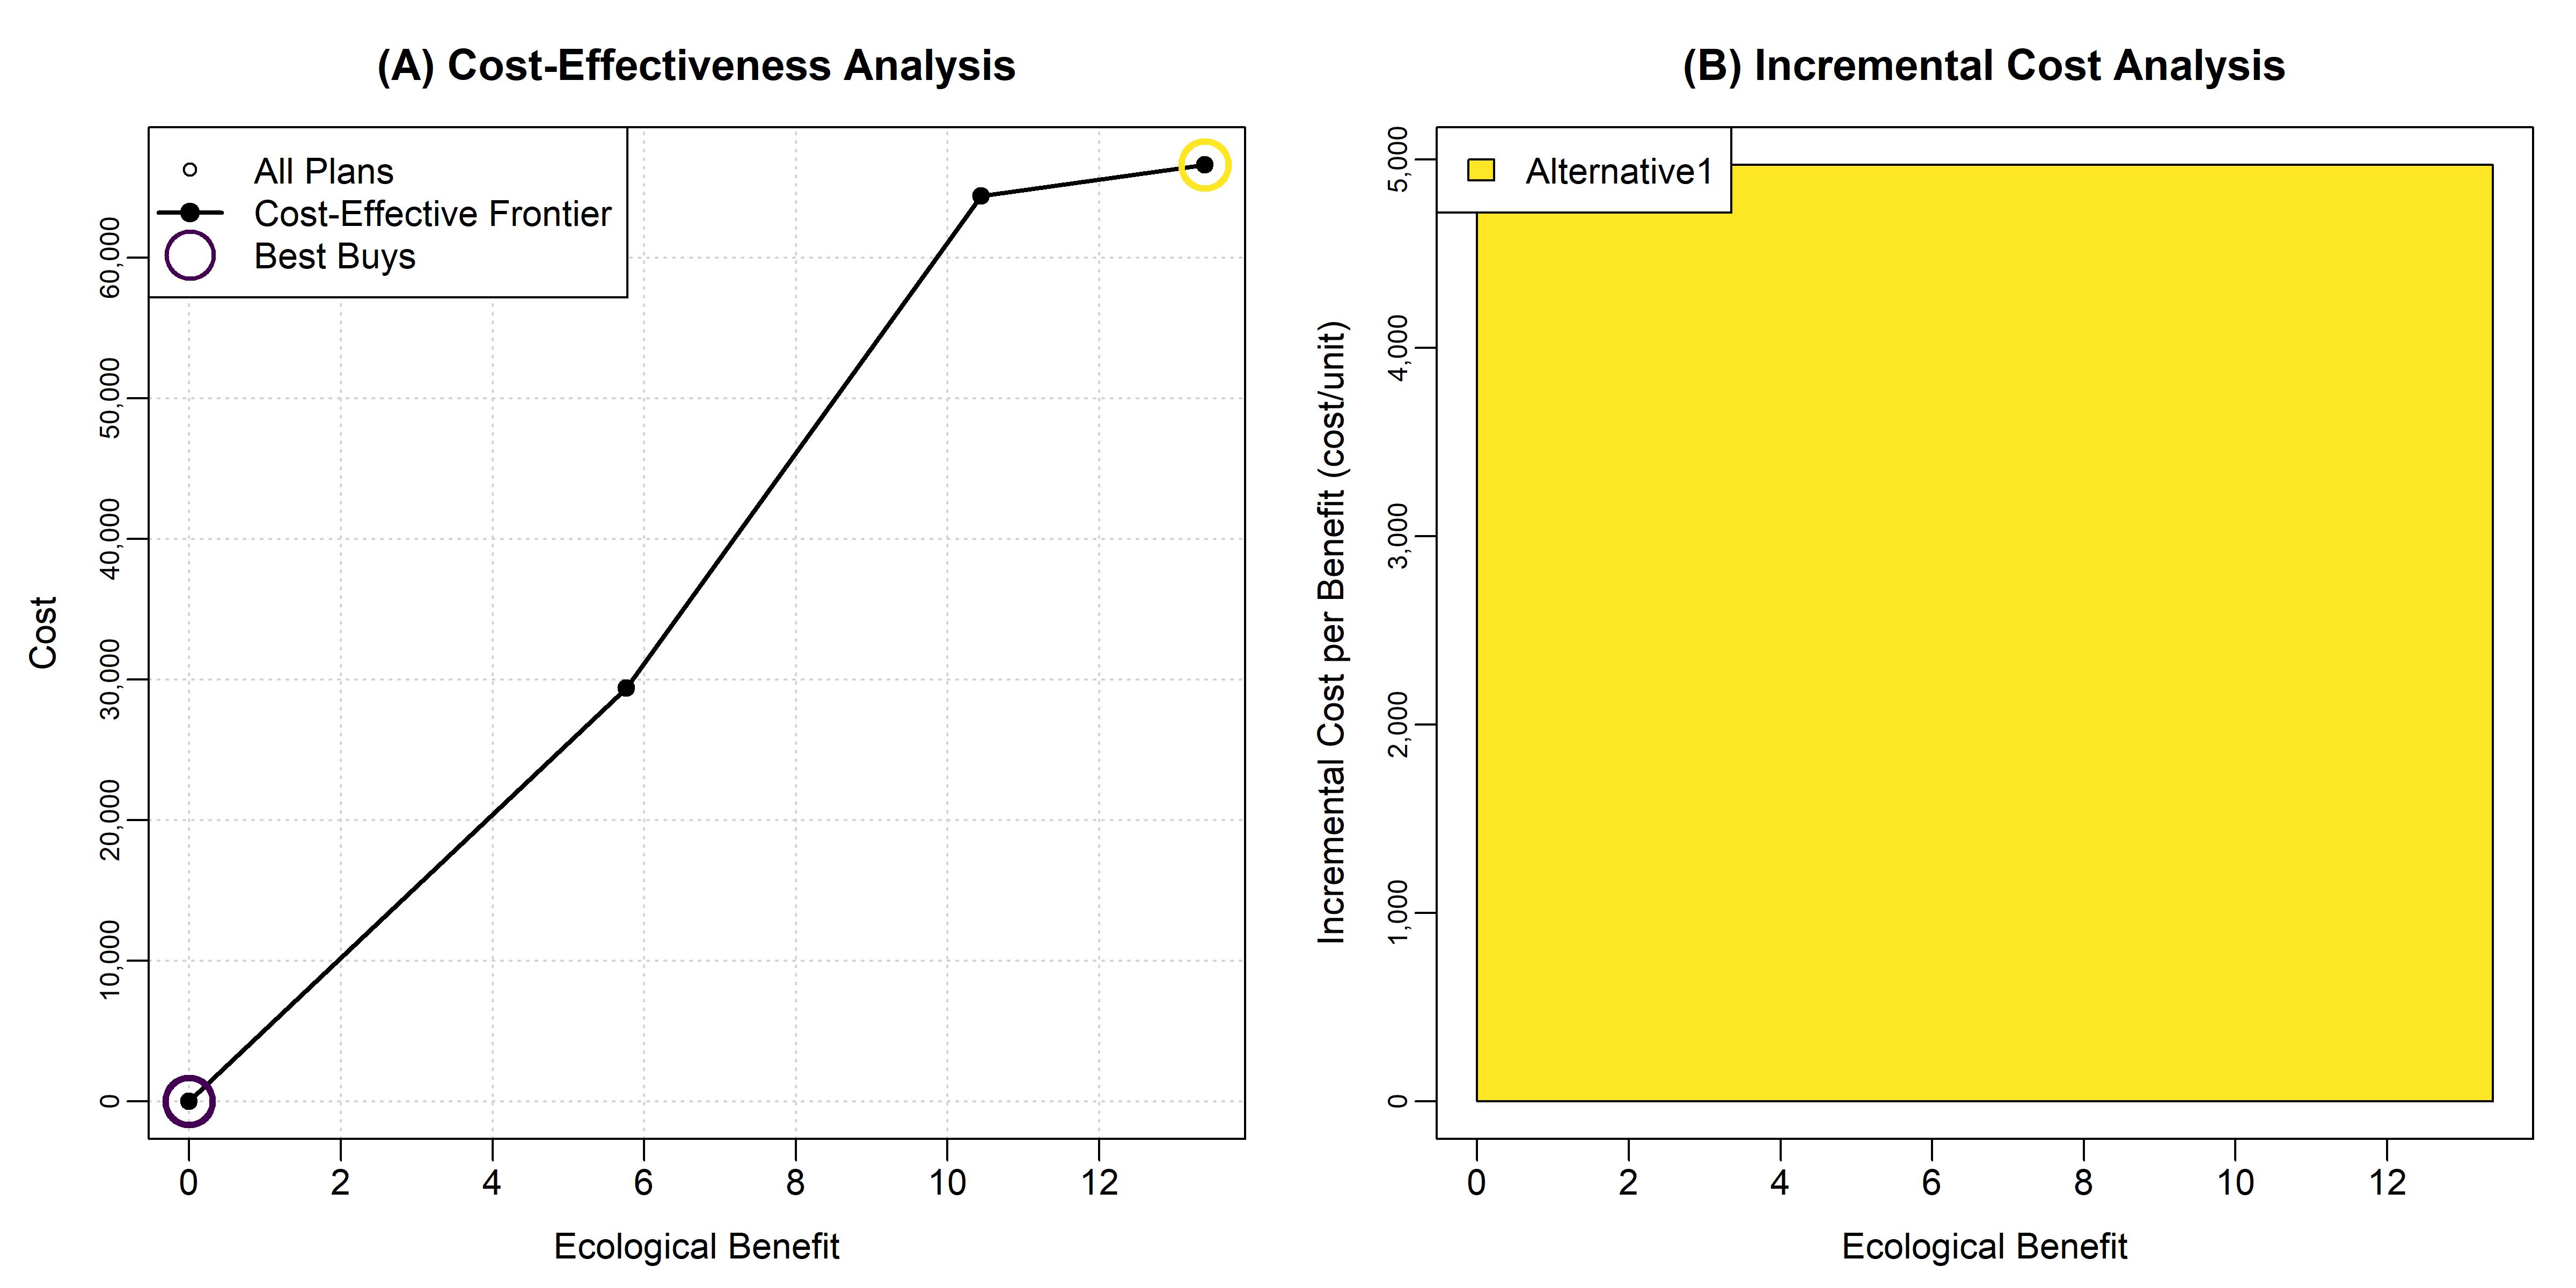 (A) Cost-Effectiveness Analysis
All Plans
Cost-Effective Frontier
Best Buys
Cost
60,000
50,000
40,000
30,000
20,000
10,000
0
0 2 4 6 8 10 12
Ecological Benefit
(B) Incremental Cost Analysis
Alternative1
Incremental Cost per Benefit (cost/unit)
5,000
4,000
3,000
2,000
1,000
0
0 2 4 6 8 10 12
Ecological Benefit